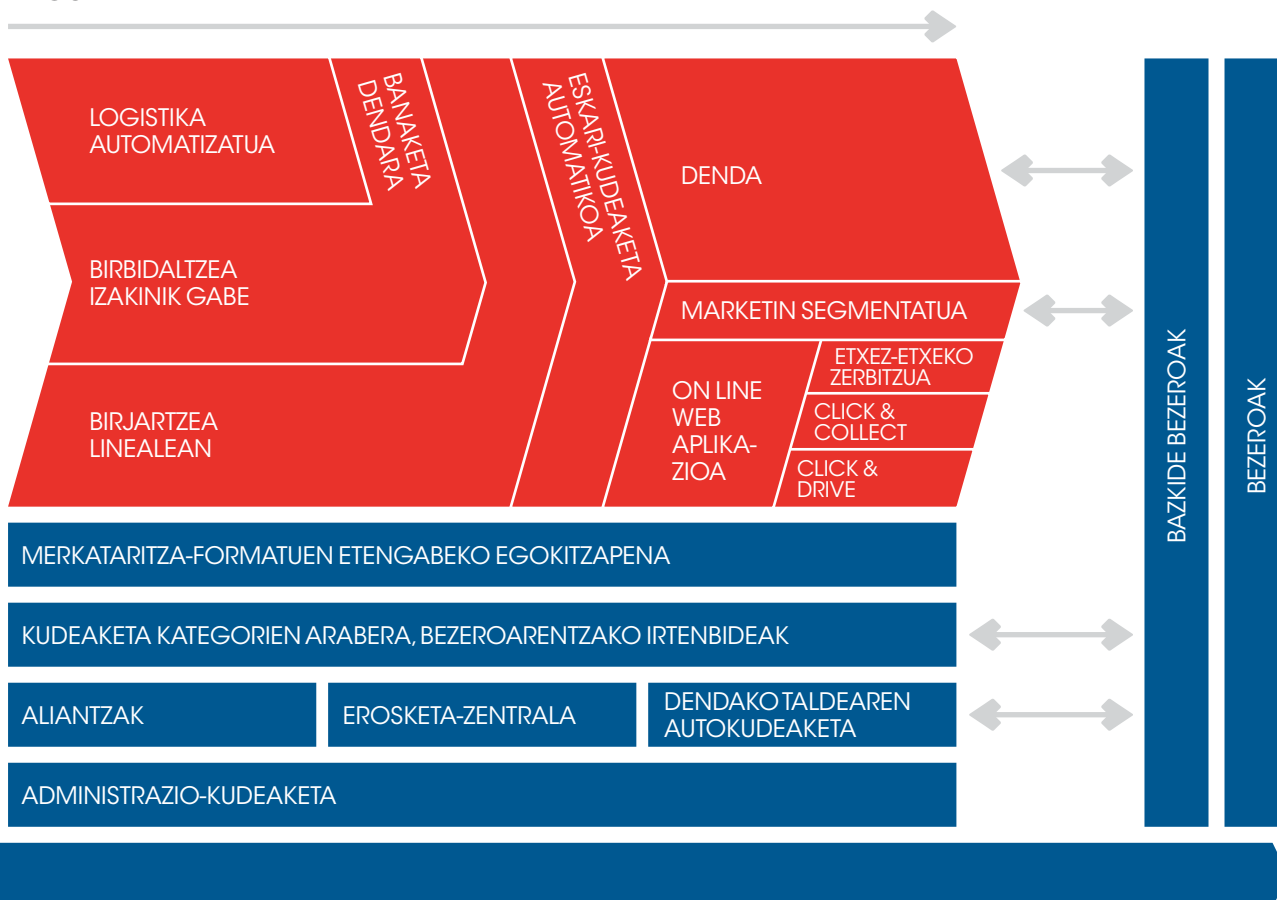 LOGISTIKA
AUTOMATIZATUA
BANAKETA
DENDARA
ESKARI-KUDEAKETA
AUTOMATIKOA
DENDA
BIRBIDALTZEA
IZAKINIK GABE
MARKETIN SEGMENTATUA
BIRJARTZEA
LINEALEAN
ON LINE
WEB
APLIKA-
ZIOA
ETXEZ-ETXEKO
ZERBITZUA
CLICK &
COLLECT
CLICK &
DRIVE
MERKATARITZA-FORMATUEN ETENGABEKO EGOKITZAPENA
KUDEAKETA KATEGORIEN ARABERA, BEZEROARENTZAKO IRTENBIDEAK
ALIANTZAK
EROSKETA-ZENTRALA
DENDAKO TALDEAREN
AUTOKUDEAKETA
ADMINISTRAZIO-KUDEAKETA
BAZKIDE BEZEROAK
BEZEROAK